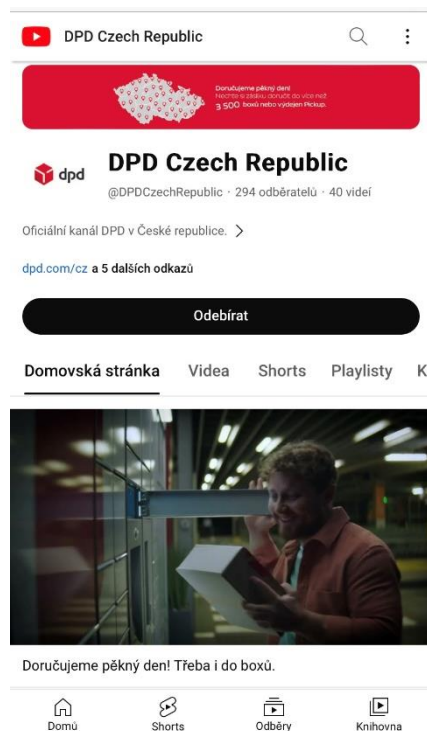 DPD Czech Republic
Doručujeme pěkný den!
Nechte si zásilku doručit do více než
3 500 boxů nebo výdejen Pickup.
dpd
DPD Czech Republic
@DPDCzechRepublic · 294 odběratelů · 40 videí
Oficiální kanál DPD v České republice.
dpd.com/cz a 5 dalších odkazů
Odebírat
Domovská stránka Videa Shorts Playlisty K
Doručujeme pěkný den! Třeba i do boxů.
Domů Shorts Odběry Knihovna